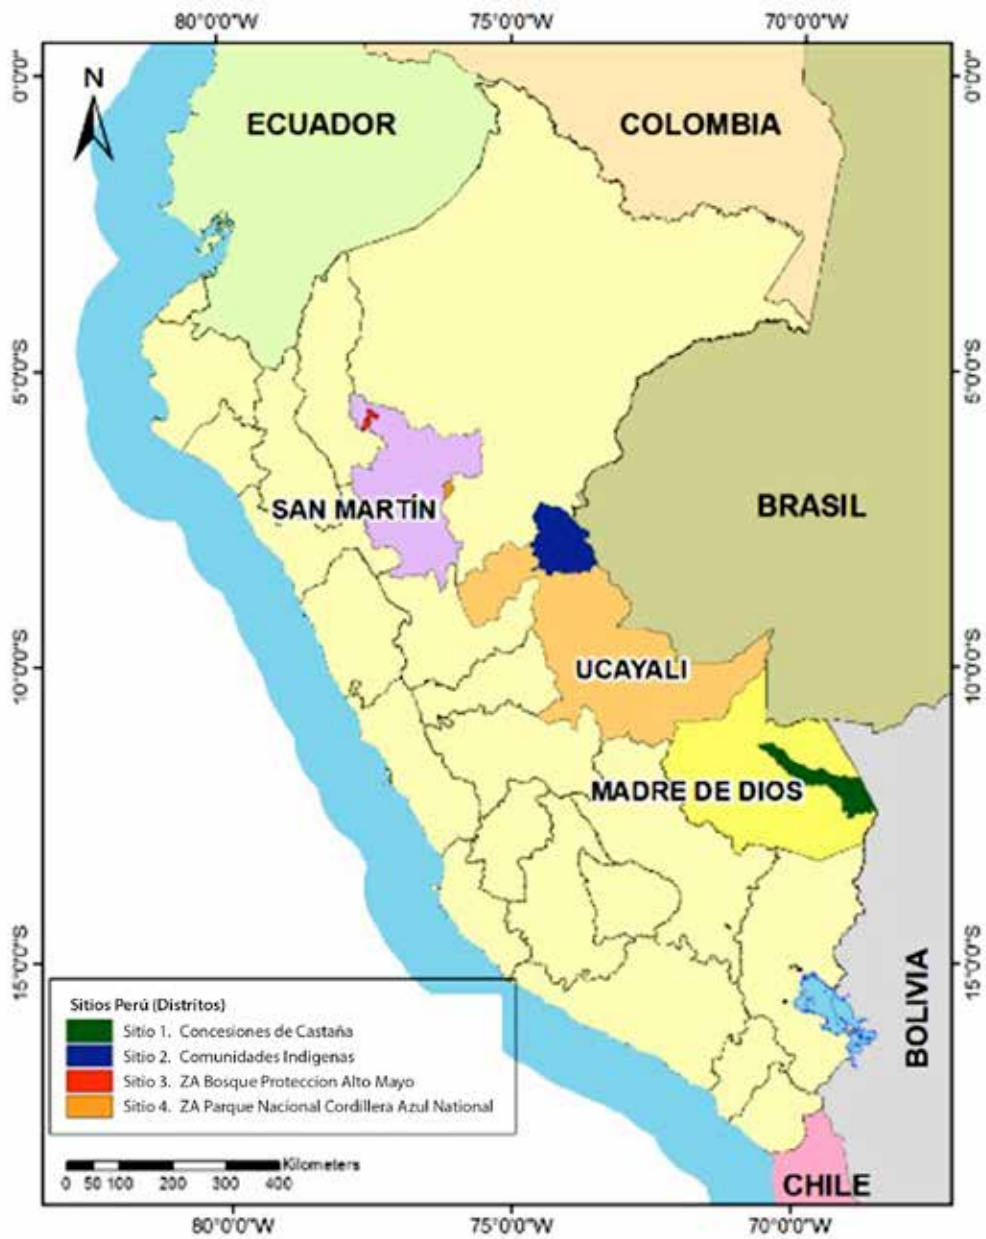 80°0'0"W 75°0'0"W 70°0'0"W
0°0'0" 0°0'0"
N
ECUADOR
COLOMBIA
5°0'0"S 5°0'0"S
SAN MARTÍN
BRASIL
10°0'0"S 10°0'0"S
UCAYALI
MADRE DE DIOS
15°0'0"S 15°0'0"S
BOLIVIA
Sitios Perú (Distritos)
Sitio 1. Concesiones de Castaña
Sitio 2. Comunidades Indigenas
Sitio 3. ZA Bosque Proteccion Alto Mayo
Sitio 4. ZA Parque Nacional Cordillera Azul National
Kilometers
0 50 100 200 300 400
CHILE
80°0'0"W 75°0'0"W 70°0'0"W